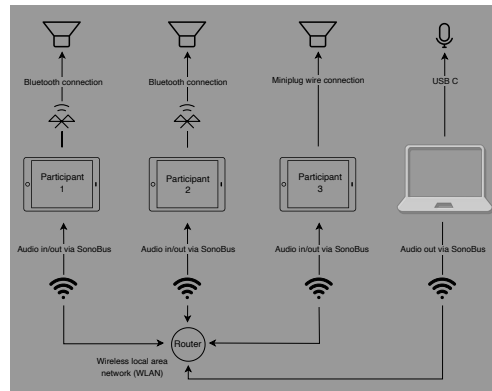 Bluetooth connection
Bluetooth connection
Miniplug wire connection
USB C
Participant
1
Participant
2
Participant
3
Audio in/out via SonoBus
Audio in/out via SonoBus
Audio in/out via SonoBus
Audio out via SonoBus
Router
Wireless local area
network (WLAN)